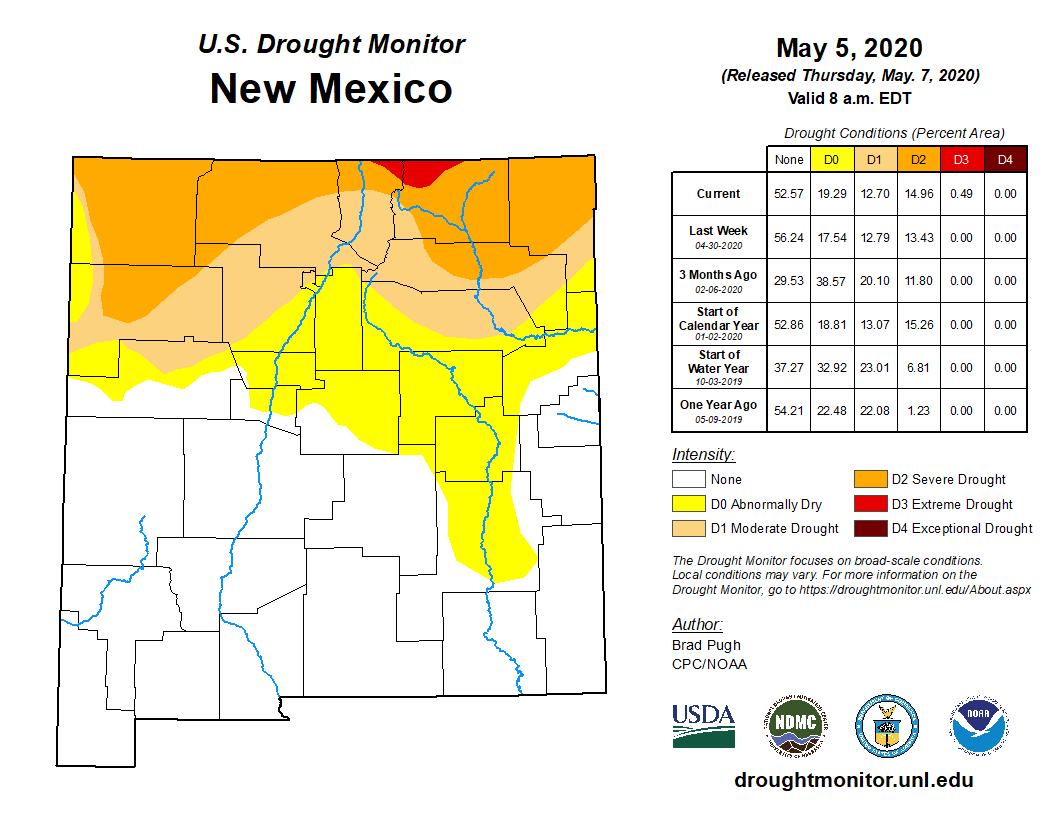 U.S. Drought Monitor
New Mexico
May 5, 2020
(Released Thursday, May. 7, 2020)
Valid 8 a.m. EDT
Drought Conditions (Percent Area)
None D0 D1 D2 D3 D4
Current 52.57 19.29 12.70 14.96 0.49 0.00
Last Week
04-30-2020
56.24 17.54 12.79 13.43 0.00 0.00
3 Months Ago
02-06-2020
29.53 38.57 20.10 11.80 0.00 0.00
Start of
Calendar Year
01-02-2020
52.86 18.81 13.07 15.26 0.00 0.00
Start of
Water Year
10-03-2019
37.27 32.92 23.01 6.81 0.00 0.00
One Year Ago
05-09-2019
54.21 22.48 22.08 1.23 0.00 0.00
Intensity:
None
D0 Abnormally Dry
D1 Moderate Drought
D2 Severe Drought
D3 Extreme Drought
D4 Exceptional Drought
The Drought Monitor focuses on broad-scale conditions.
Local conditions may vary. For more information on the
Drought Monitor, go to https://droughtmonitor.unl.edu/About.aspx
Author:
Brad Pugh
CPC/NOAA
USDA
NDMC
NOAA
droughtmonitor.unl.edu